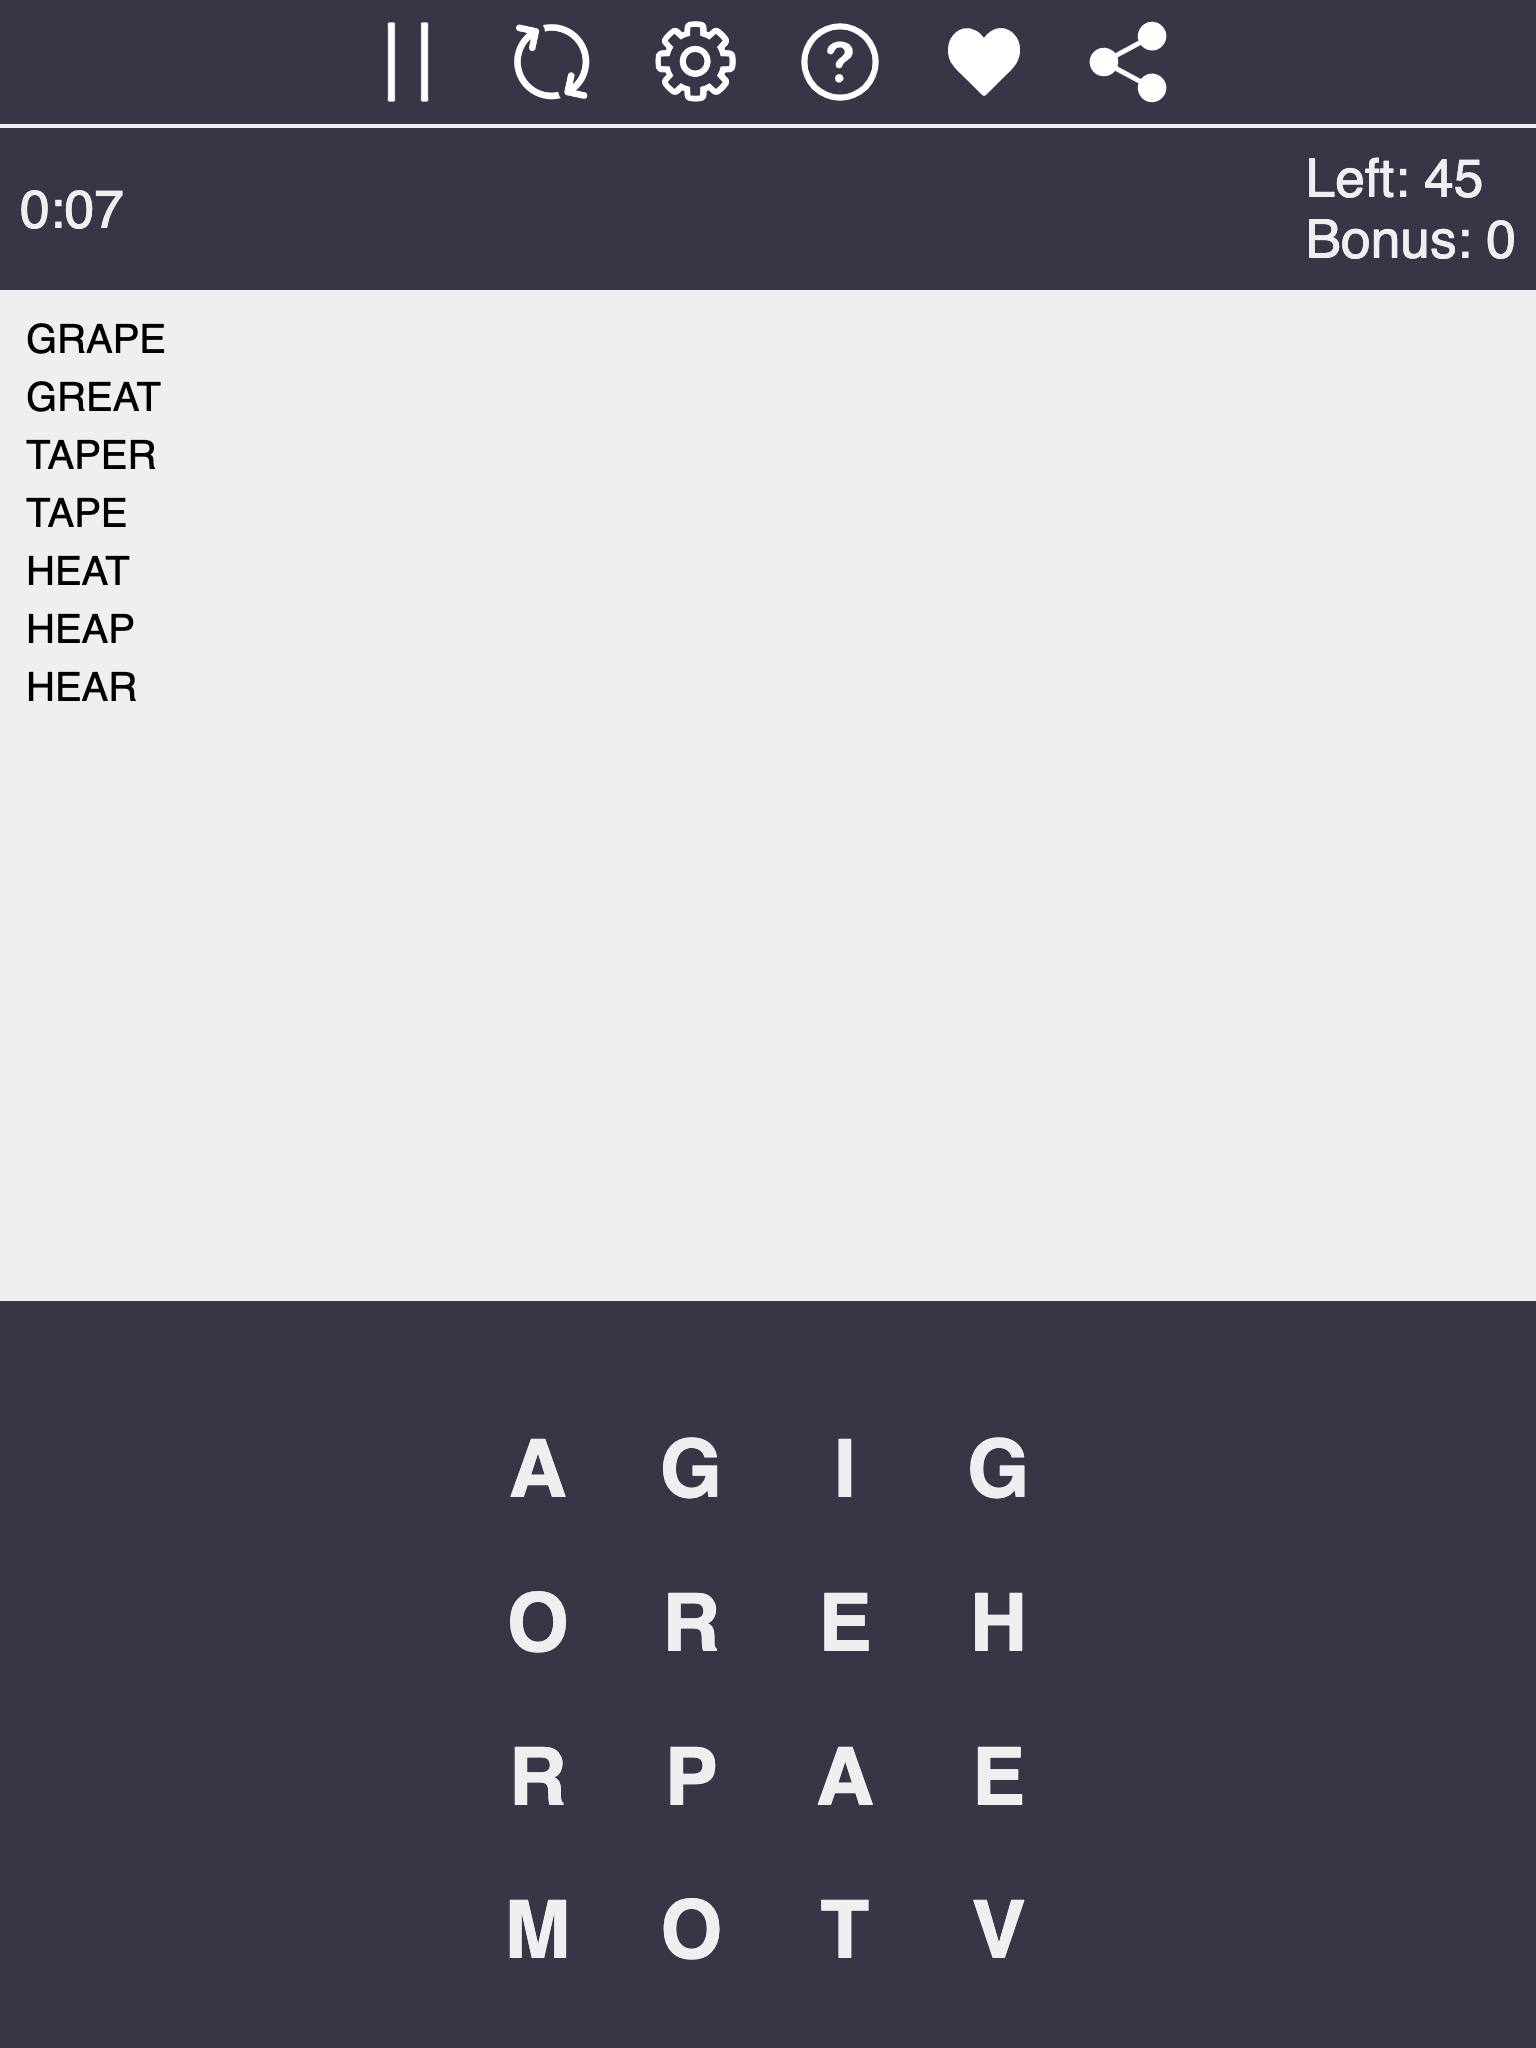 0:07
Left: 45
Bonus: 0
GRAPE
GREAT
TAPER
TAPE
HEAT
HEAP
HEAR
A G I G
O R E H
R P A E
M O T V